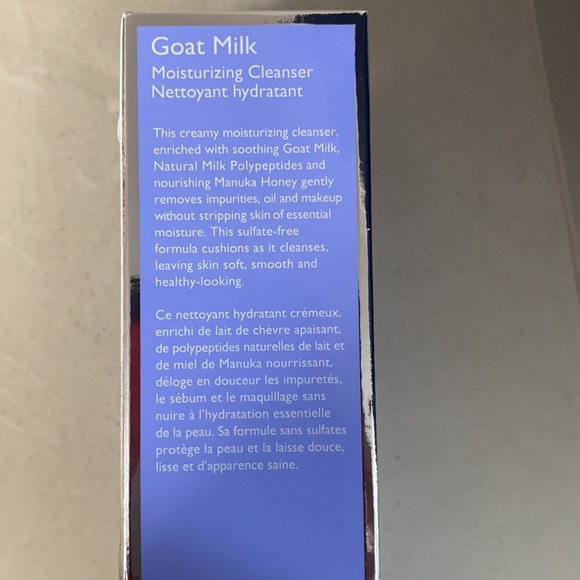 Goat Milk
Moisturizing Cleanser
Nettoyant hydratant
This creamy moisturizing cleanser,
enriched with soothing Goat Milk,
Natural Milk Polypeptides and
nourishing Manuka Honey gently
removes impurities, oil and makeup
without stripping skin of essential
moisture. This sulfate-free
formula cushions as it cleanses,
leaving skin soft, smooth and
healthy-looking.
Ce nettoyant hydratant crémeux,
enrichi de lait de chèvre apaisant,
de polypeptides naturelles de lait et
de miel de Manuka nourrissant,
déloge en douceur les impuretés,
le sébum et le maquillage sans
nuire à l'hydratation essentielle
de la peau. Sa formule sans sulfates
protège la peau et la laisse douce,
lisse et d'apparence saine.